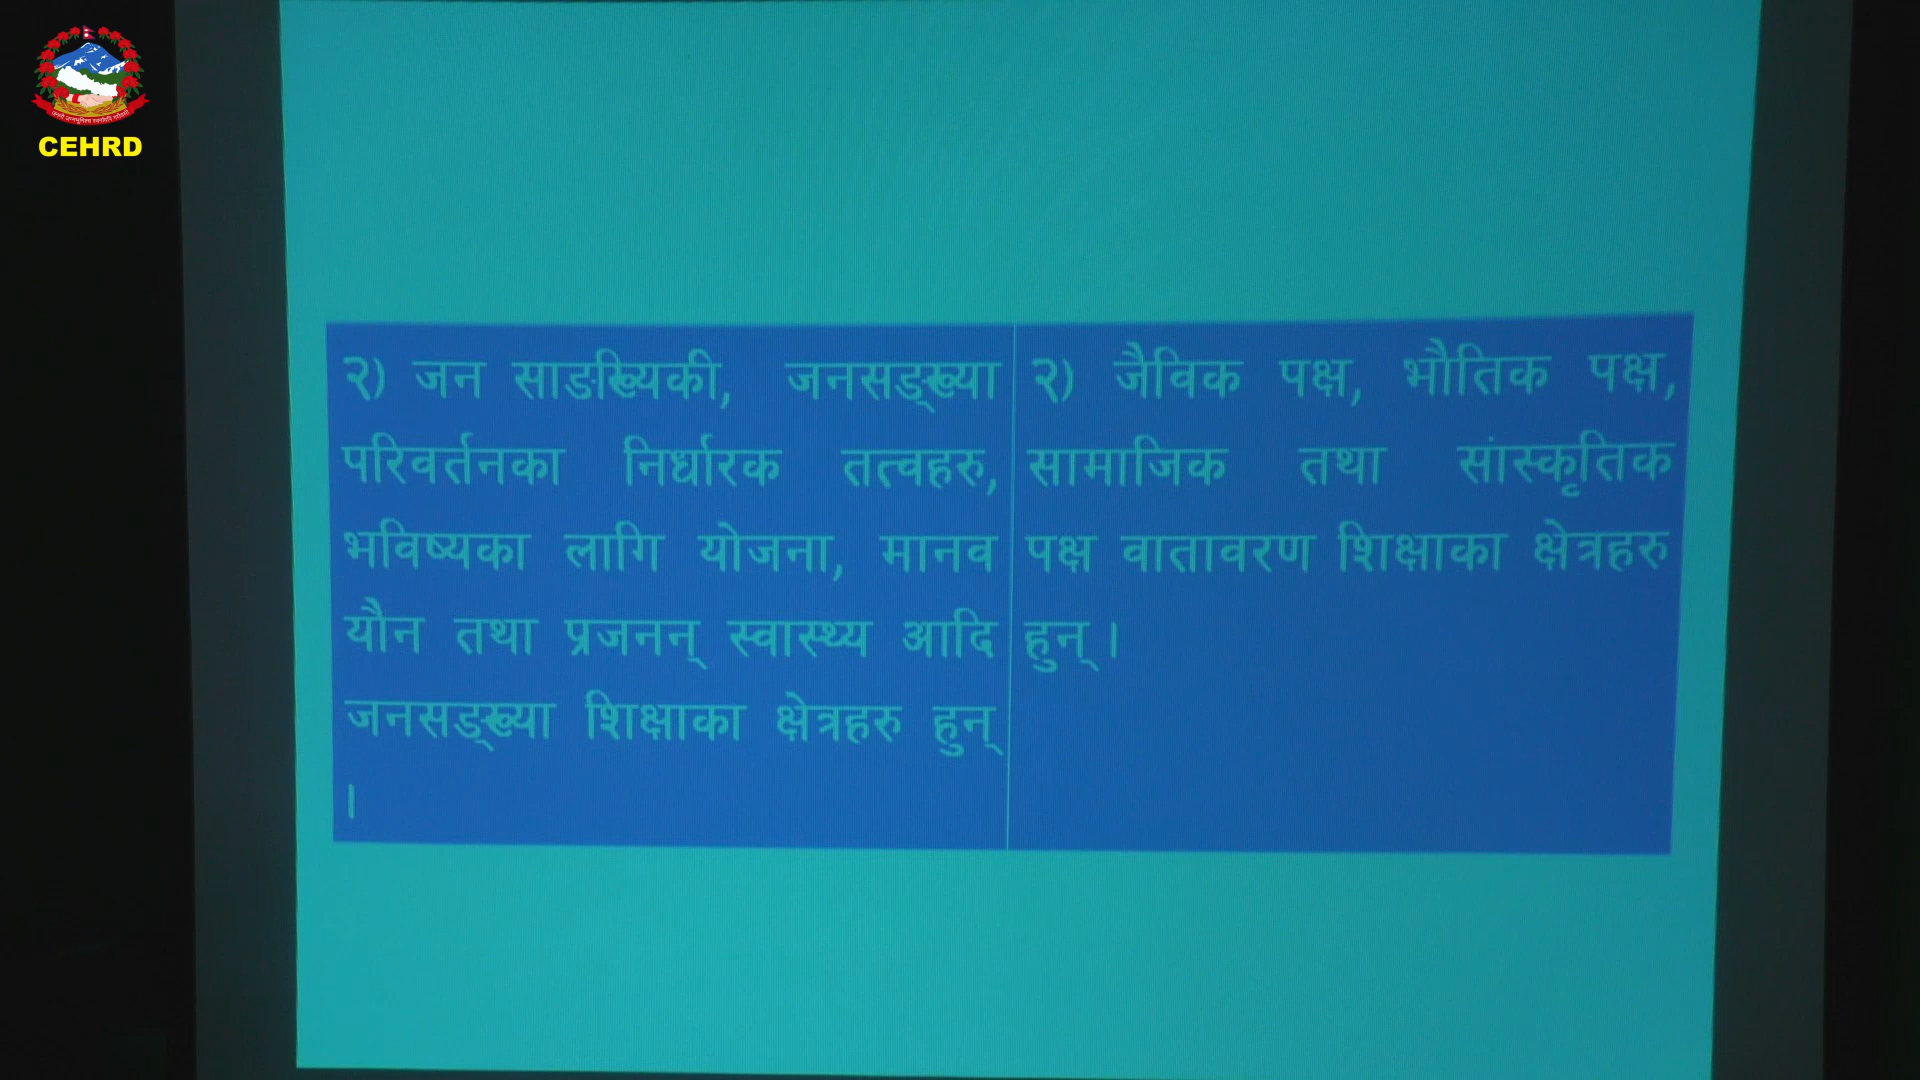 CEHRD
२) जन साङख्यिकी, जनसङ्ख्या
परिवर्तनका निर्धारक तत्वहरु,
भविष्यका लागि योजना, मानव
यौन तथा प्रजनन् स्वास्थ्य आदि
जनसङ्ख्या शिक्षाका क्षेत्रहरु हुन्
।
२) जैविक पक्ष, भौतिक पक्ष,
सामाजिक तथा सांस्कृतिक
पक्ष वातावरण शिक्षाका क्षेत्रहरु
हुन् ।